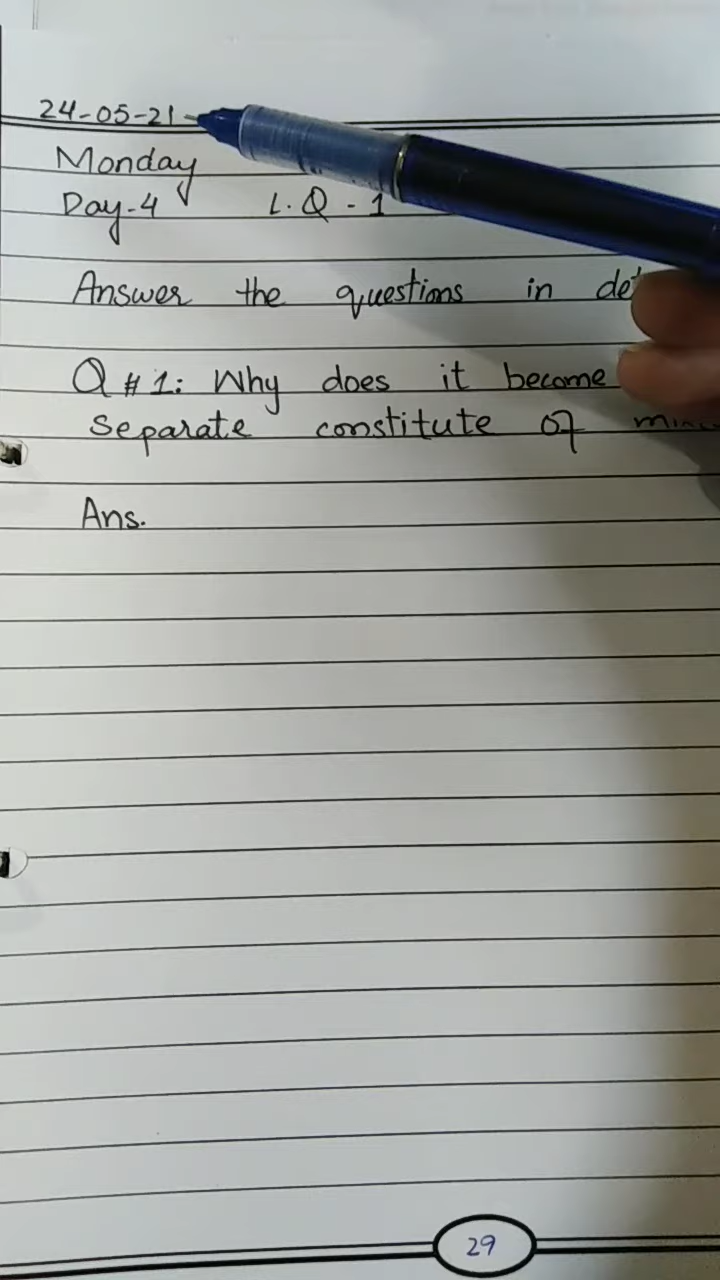 24-05-21
Monday
Day-4 L.Q - 1
Answer the questions in
Q # 1: Why does it become
separate constitute of
Ans.
29